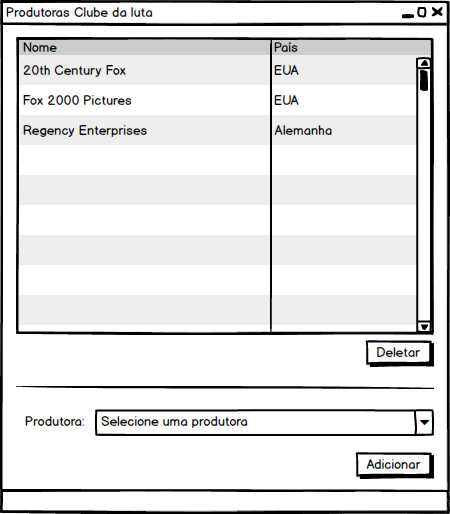 Produtoras Clube da luta
Nome País
20th Century Fox EUA
Fox 2000 Pictures EUA
Regency Enterprises Alemanha
Deletar
Produtora: Selecione uma produtora
Adicionar